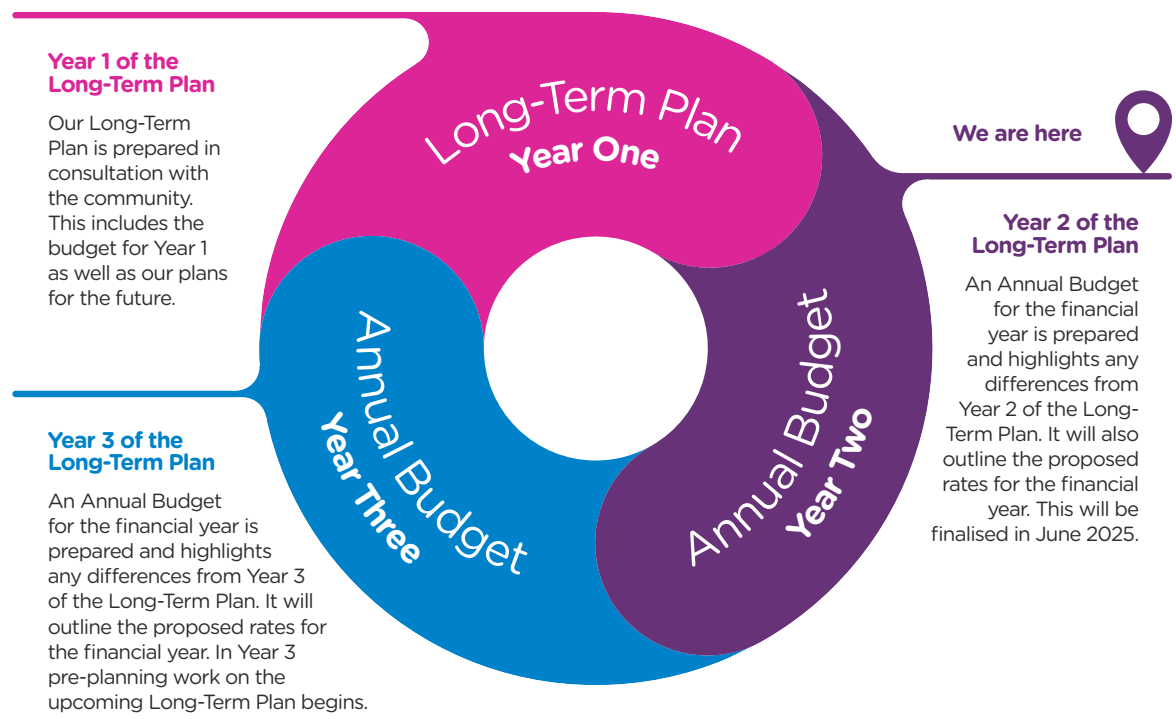 Year 1 of the
Long-Term Plan
Our Long-Term
Plan is prepared in
consultation with
the community.
This includes the
budget for Year 1
as well as our plans
for the future.
Long-Term Plan
Year One
We are here
Year 2 of the
Long-Term Plan
An Annual Budget
for the financial
year is prepared
and highlights any
differences from
Year 2 of the Long-
Term Plan. It will also
outline the proposed
rates for the financial
year. This will be
finalised in June 2025.
Annual Budget
Year Two
Annual Budget
Year Three
Year 3 of the
Long-Term Plan
An Annual Budget
for the financial year is
prepared and highlights
any differences from Year 3
of the Long-Term Plan. It will
outline the proposed rates for
the financial year. In Year 3
pre-planning work on the
upcoming Long-Term Plan begins.